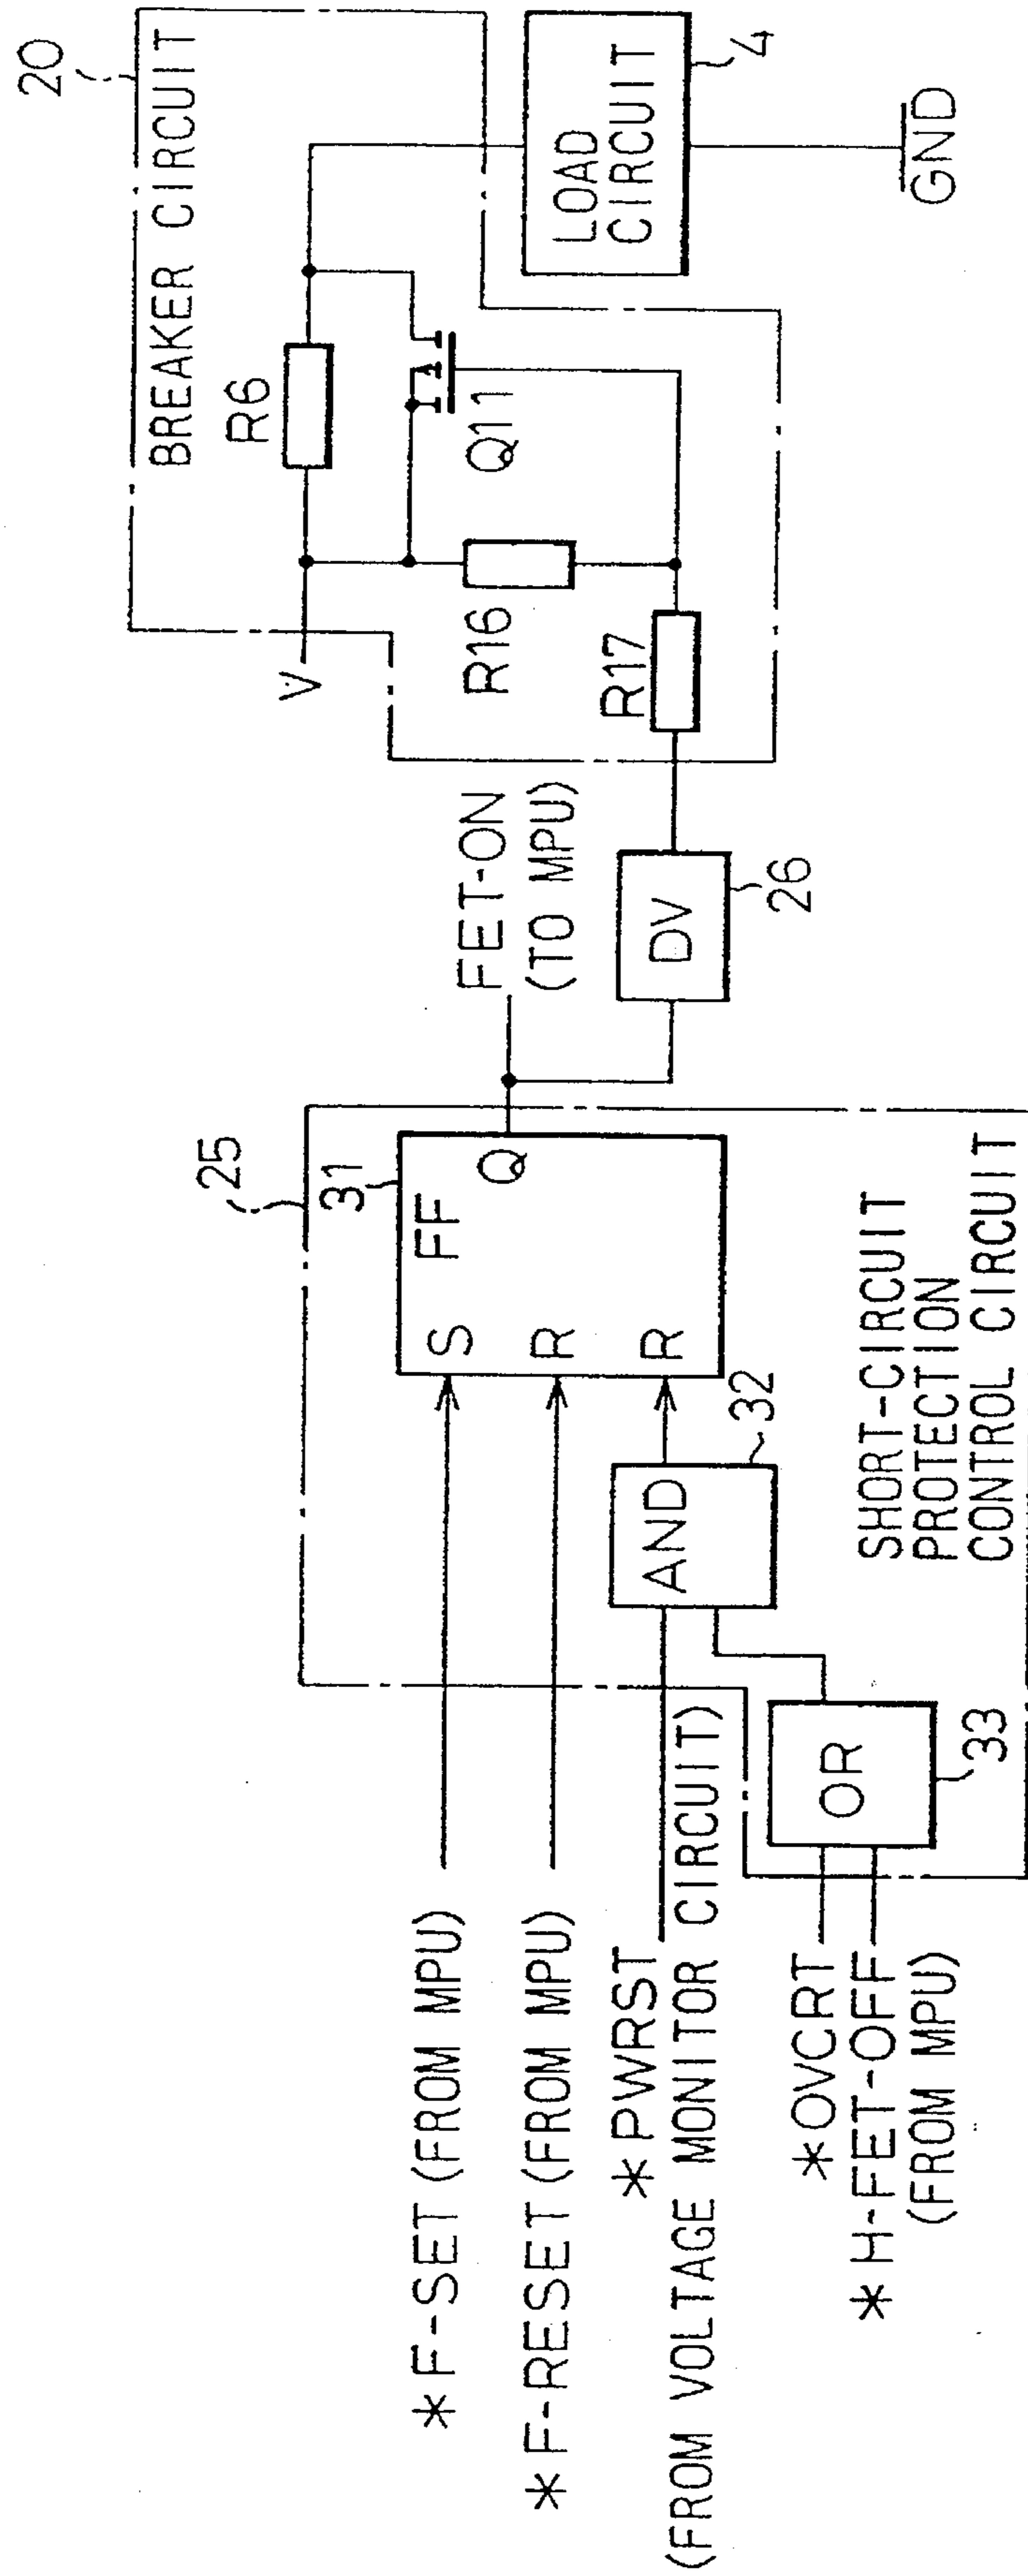 20
BREAKER CIRCUIT
R6
V
Q11
R16
R17
LOAD
CIRCUIT
4
GND
FET-ON
(TO MPU)
DV
26
25
31
FF
S
R
R
Q
AND
32
OR
33
SHORT-CIRCUIT
PROTECTION
CONTROL CIRCUIT
*F-SET (FROM MPU)
*F-RESET (FROM MPU)
*PWRST
(FROM VOLTAGE MONITOR CIRCUIT)
*OVCRT
*H-FET-OFF
(FROM MPU)